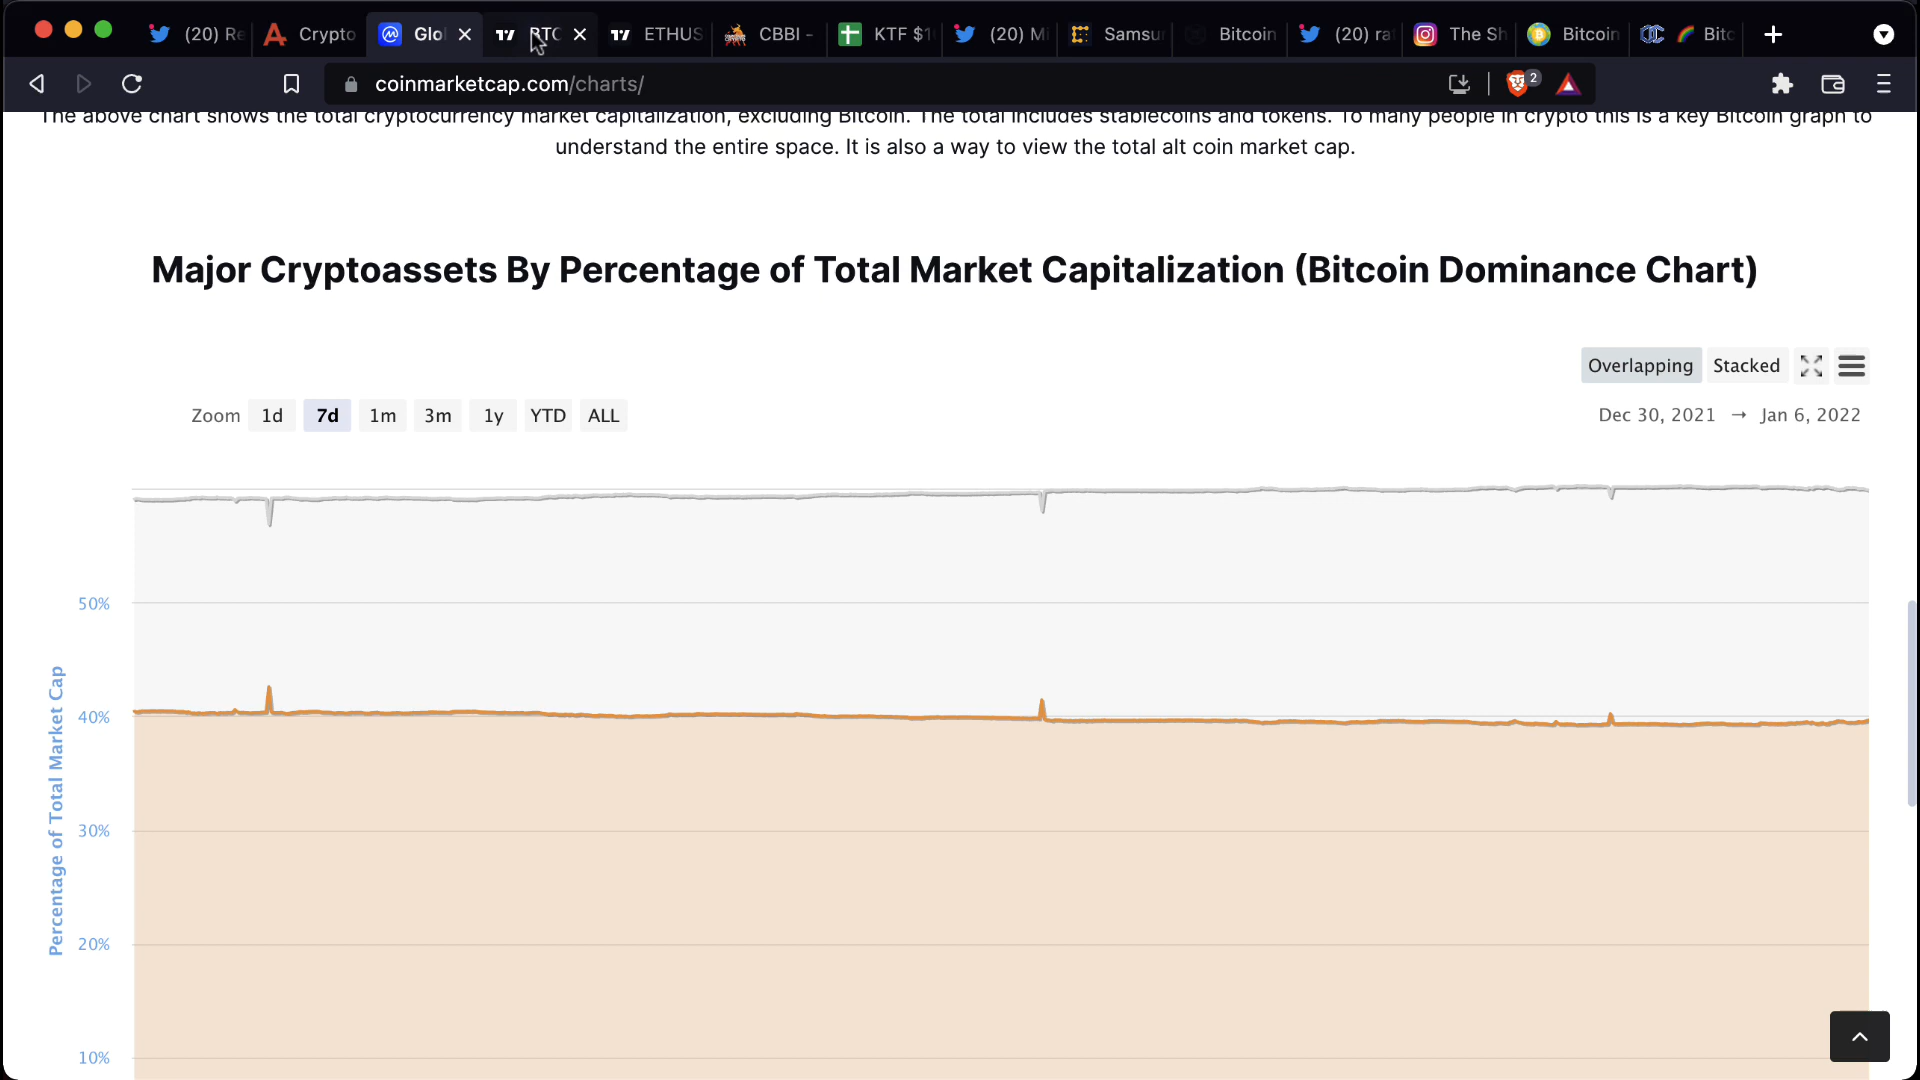 (20) Re
Crypto
Glo
BTC
ETHUS
CBBI -
KTF $1
(20) Mi
Samsu
Bitcoin
(20) ra
The Sh
Bitcoin
Bitc
coinmarketcap.com/charts/
2
The above chart shows the total cryptocurrency market capitalization, excluding Bitcoin. The total includes stablecoins and tokens. To many people in crypto this is a key Bitcoin graph to
understand the entire space. It is also a way to view the total alt coin market cap.
Major Cryptoassets By Percentage of Total Market Capitalization (Bitcoin Dominance Chart)
Overlapping Stacked
Zoom 1d 7d 1m 3m 1y YTD ALL
Dec 30, 2021 → Jan 6, 2022
50%
40%
30%
20%
10%
Percentage of Total Market Cap